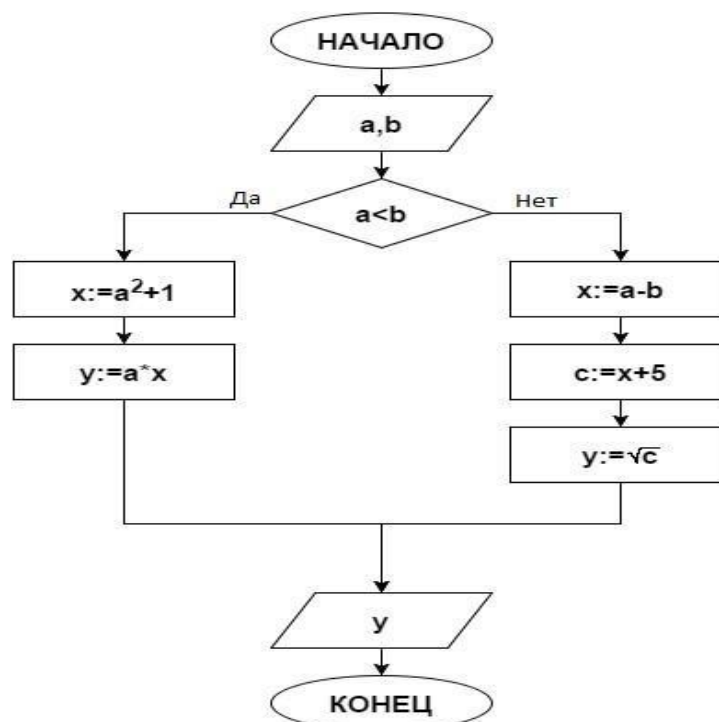 НАЧАЛО
a,b
Да
a<b
Нет
x:=a²+1
y:=a*x
x:=a-b
c:=x+5
y:=√c
y
КОНЕЦ